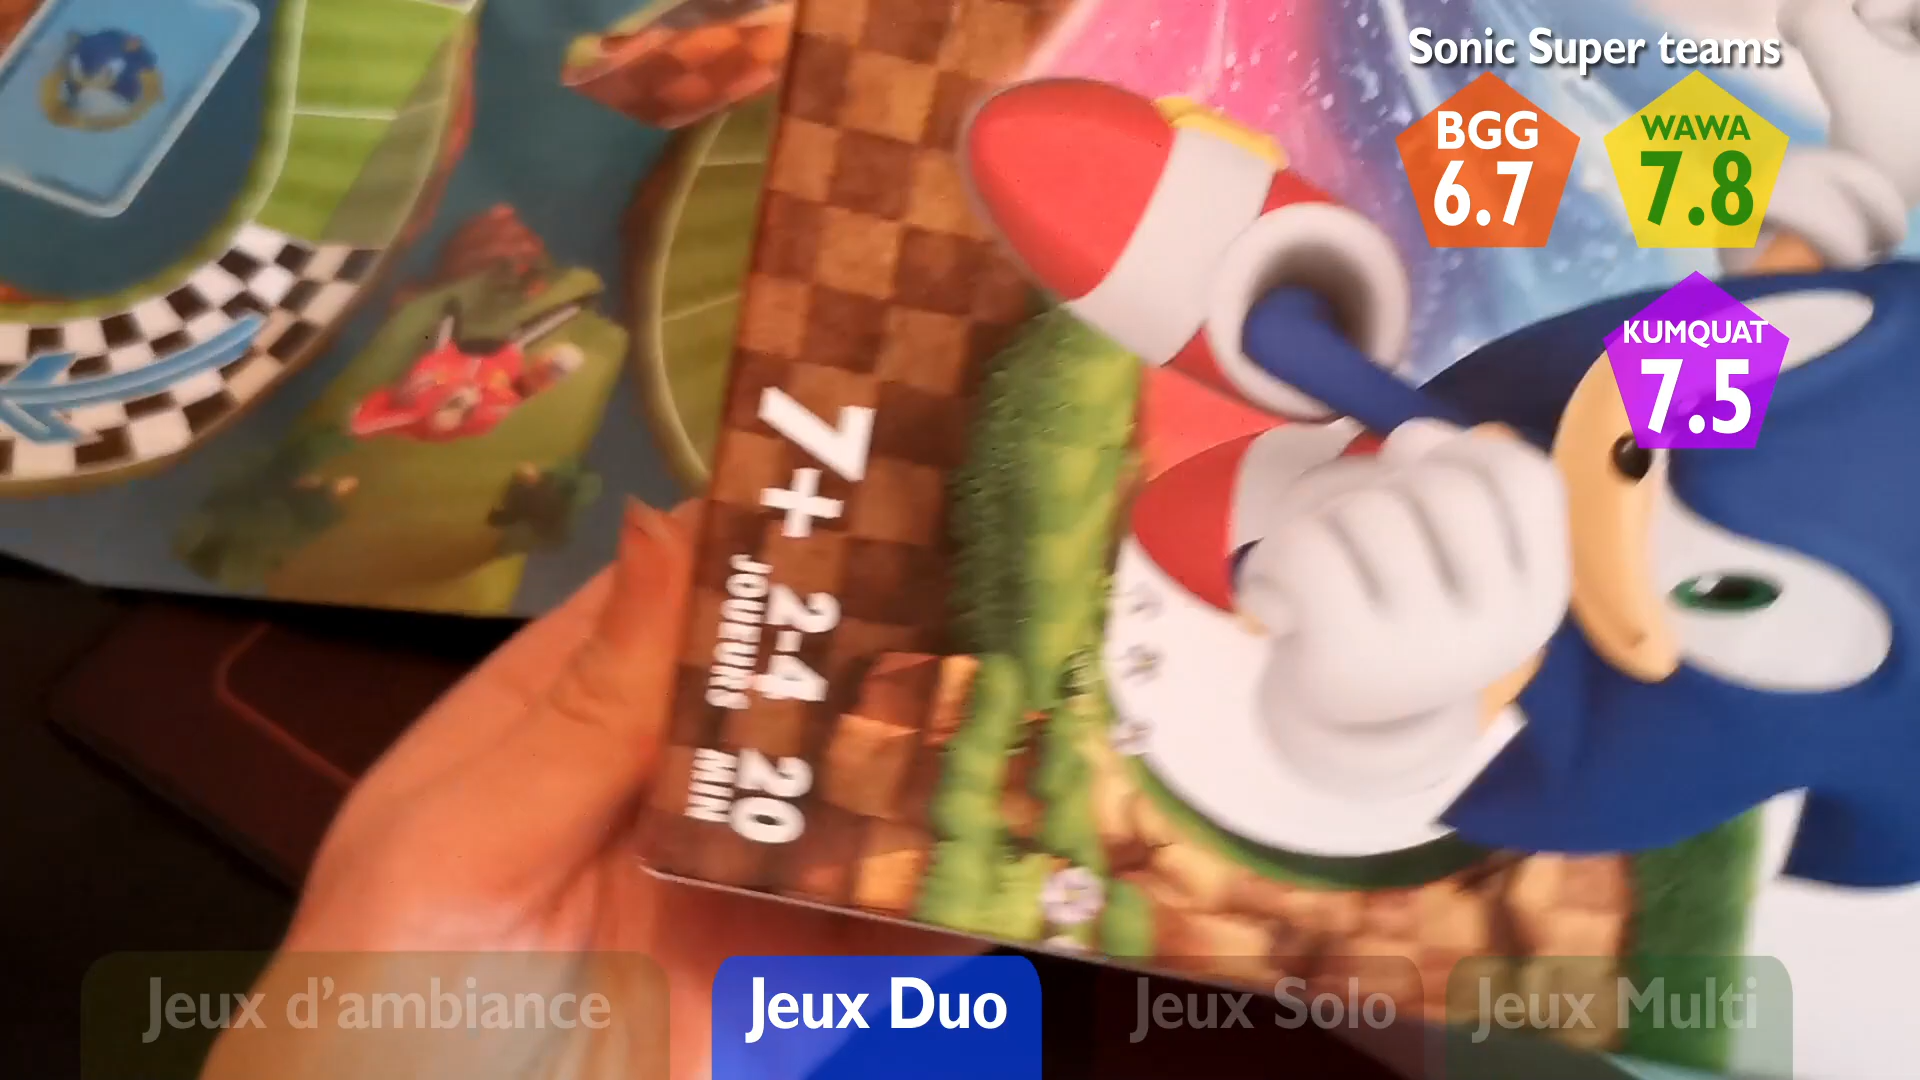 Sonic Super teams
BGG
6.7
WAWA
7.8
KUMQUAT
7.5
7+
2-4
JOUEURS
20
MIN
Jeux d'ambiance
Jeux Duo
Jeux Solo
Jeux Multi